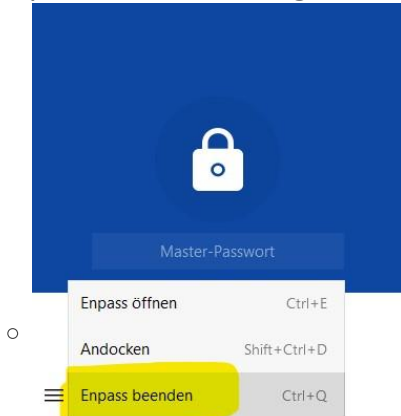 Master-Passwort
Enpass öffnen Ctrl+E
Andocken Shift+Ctrl+D
Enpass beenden Ctrl+Q